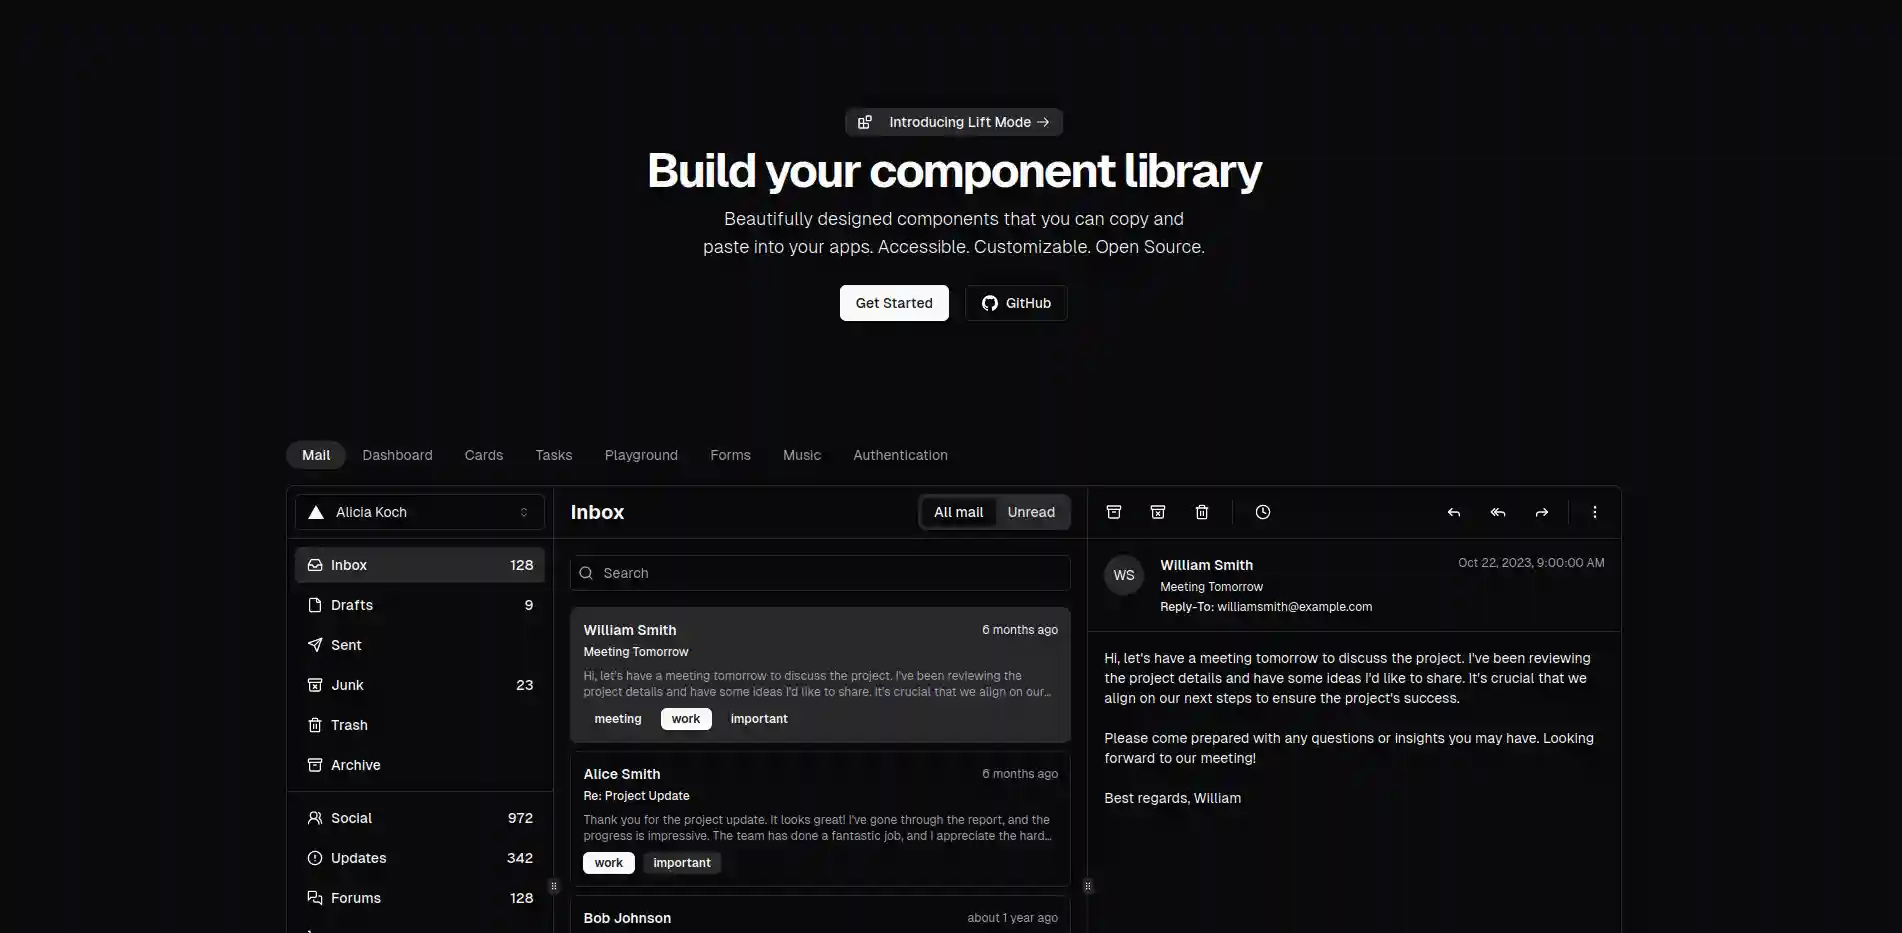 Introducing Lift Mode →
Build your component library
Beautifully designed components that you can copy and
paste into your apps. Accessible. Customizable. Open Source.
Get Started
GitHub
Mail
Dashboard
Cards
Tasks
Playground
Forms
Music
Authentication
Alicia Koch
Inbox 128
Drafts 9
Sent
Junk 23
Trash
Archive
Social 972
Updates 342
Forums 128
Inbox
All mail
Unread
Search
William Smith
6 months ago
Meeting Tomorrow
Hi, let's have a meeting tomorrow to discuss the project. I've been reviewing the
project details and have some ideas I'd like to share. It's crucial that we align on our...
meeting
work
important
Alice Smith
6 months ago
Re: Project Update
Thank you for the project update. It looks great! I've gone through the report, and the
progress is impressive. The team has done a fantastic job, and I appreciate the hard...
work
important
Bob Johnson
about 1 year ago
WS
William Smith
Oct 22, 2023, 9:00:00 AM
Meeting Tomorrow
Reply-To: williamsmith@example.com
Hi, let's have a meeting tomorrow to discuss the project. I've been reviewing
the project details and have some ideas I'd like to share. It's crucial that we
align on our next steps to ensure the project's success.
Please come prepared with any questions or insights you may have. Looking
forward to our meeting!
Best regards, William